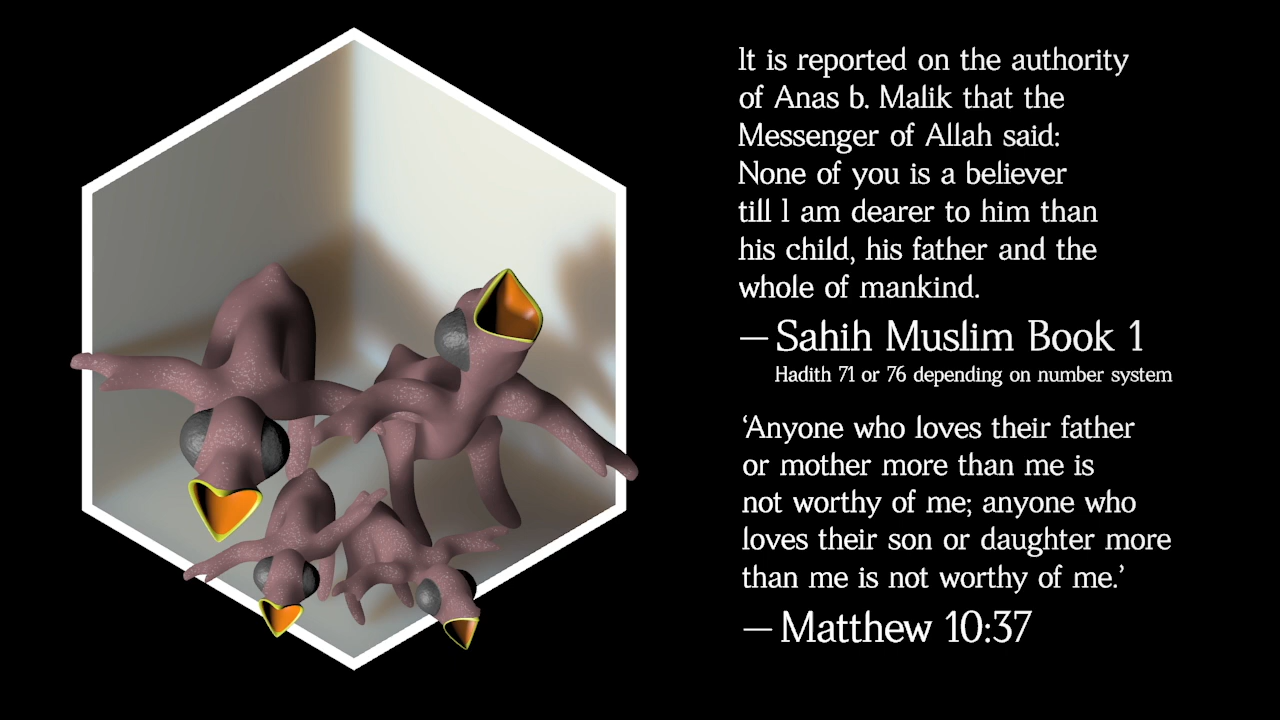 It is reported on the authority
of Anas b. Malik that the
Messenger of Allah said:
None of you is a believer
till I am dearer to him than
his child, his father and the
whole of mankind.
— Sahih Muslim Book 1
Hadith 71 or 76 depending on number system
‘Anyone who loves their father
or mother more than me is
not worthy of me; anyone who
loves their son or daughter more
than me is not worthy of me.’
— Matthew 10:37